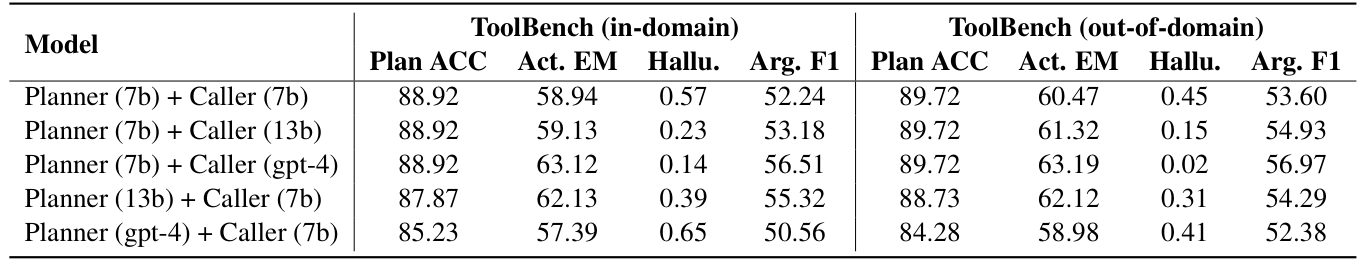 Model ToolBench (in-domain) ToolBench (out-of-domain)
Plan ACC Act. EM Hallu. Arg. F1 Plan ACC Act. EM Hallu. Arg. F1
Planner (7b) + Caller (7b) 88.92 58.94 0.57 52.24 89.72 60.47 0.45 53.60
Planner (7b) + Caller (13b) 88.92 59.13 0.23 53.18 89.72 61.32 0.15 54.93
Planner (7b) + Caller (gpt-4) 88.92 63.12 0.14 56.51 89.72 63.19 0.02 56.97
Planner (13b) + Caller (7b) 87.87 62.13 0.39 55.32 88.73 62.12 0.31 54.29
Planner (gpt-4) + Caller (7b) 85.23 57.39 0.65 50.56 84.28 58.98 0.41 52.38